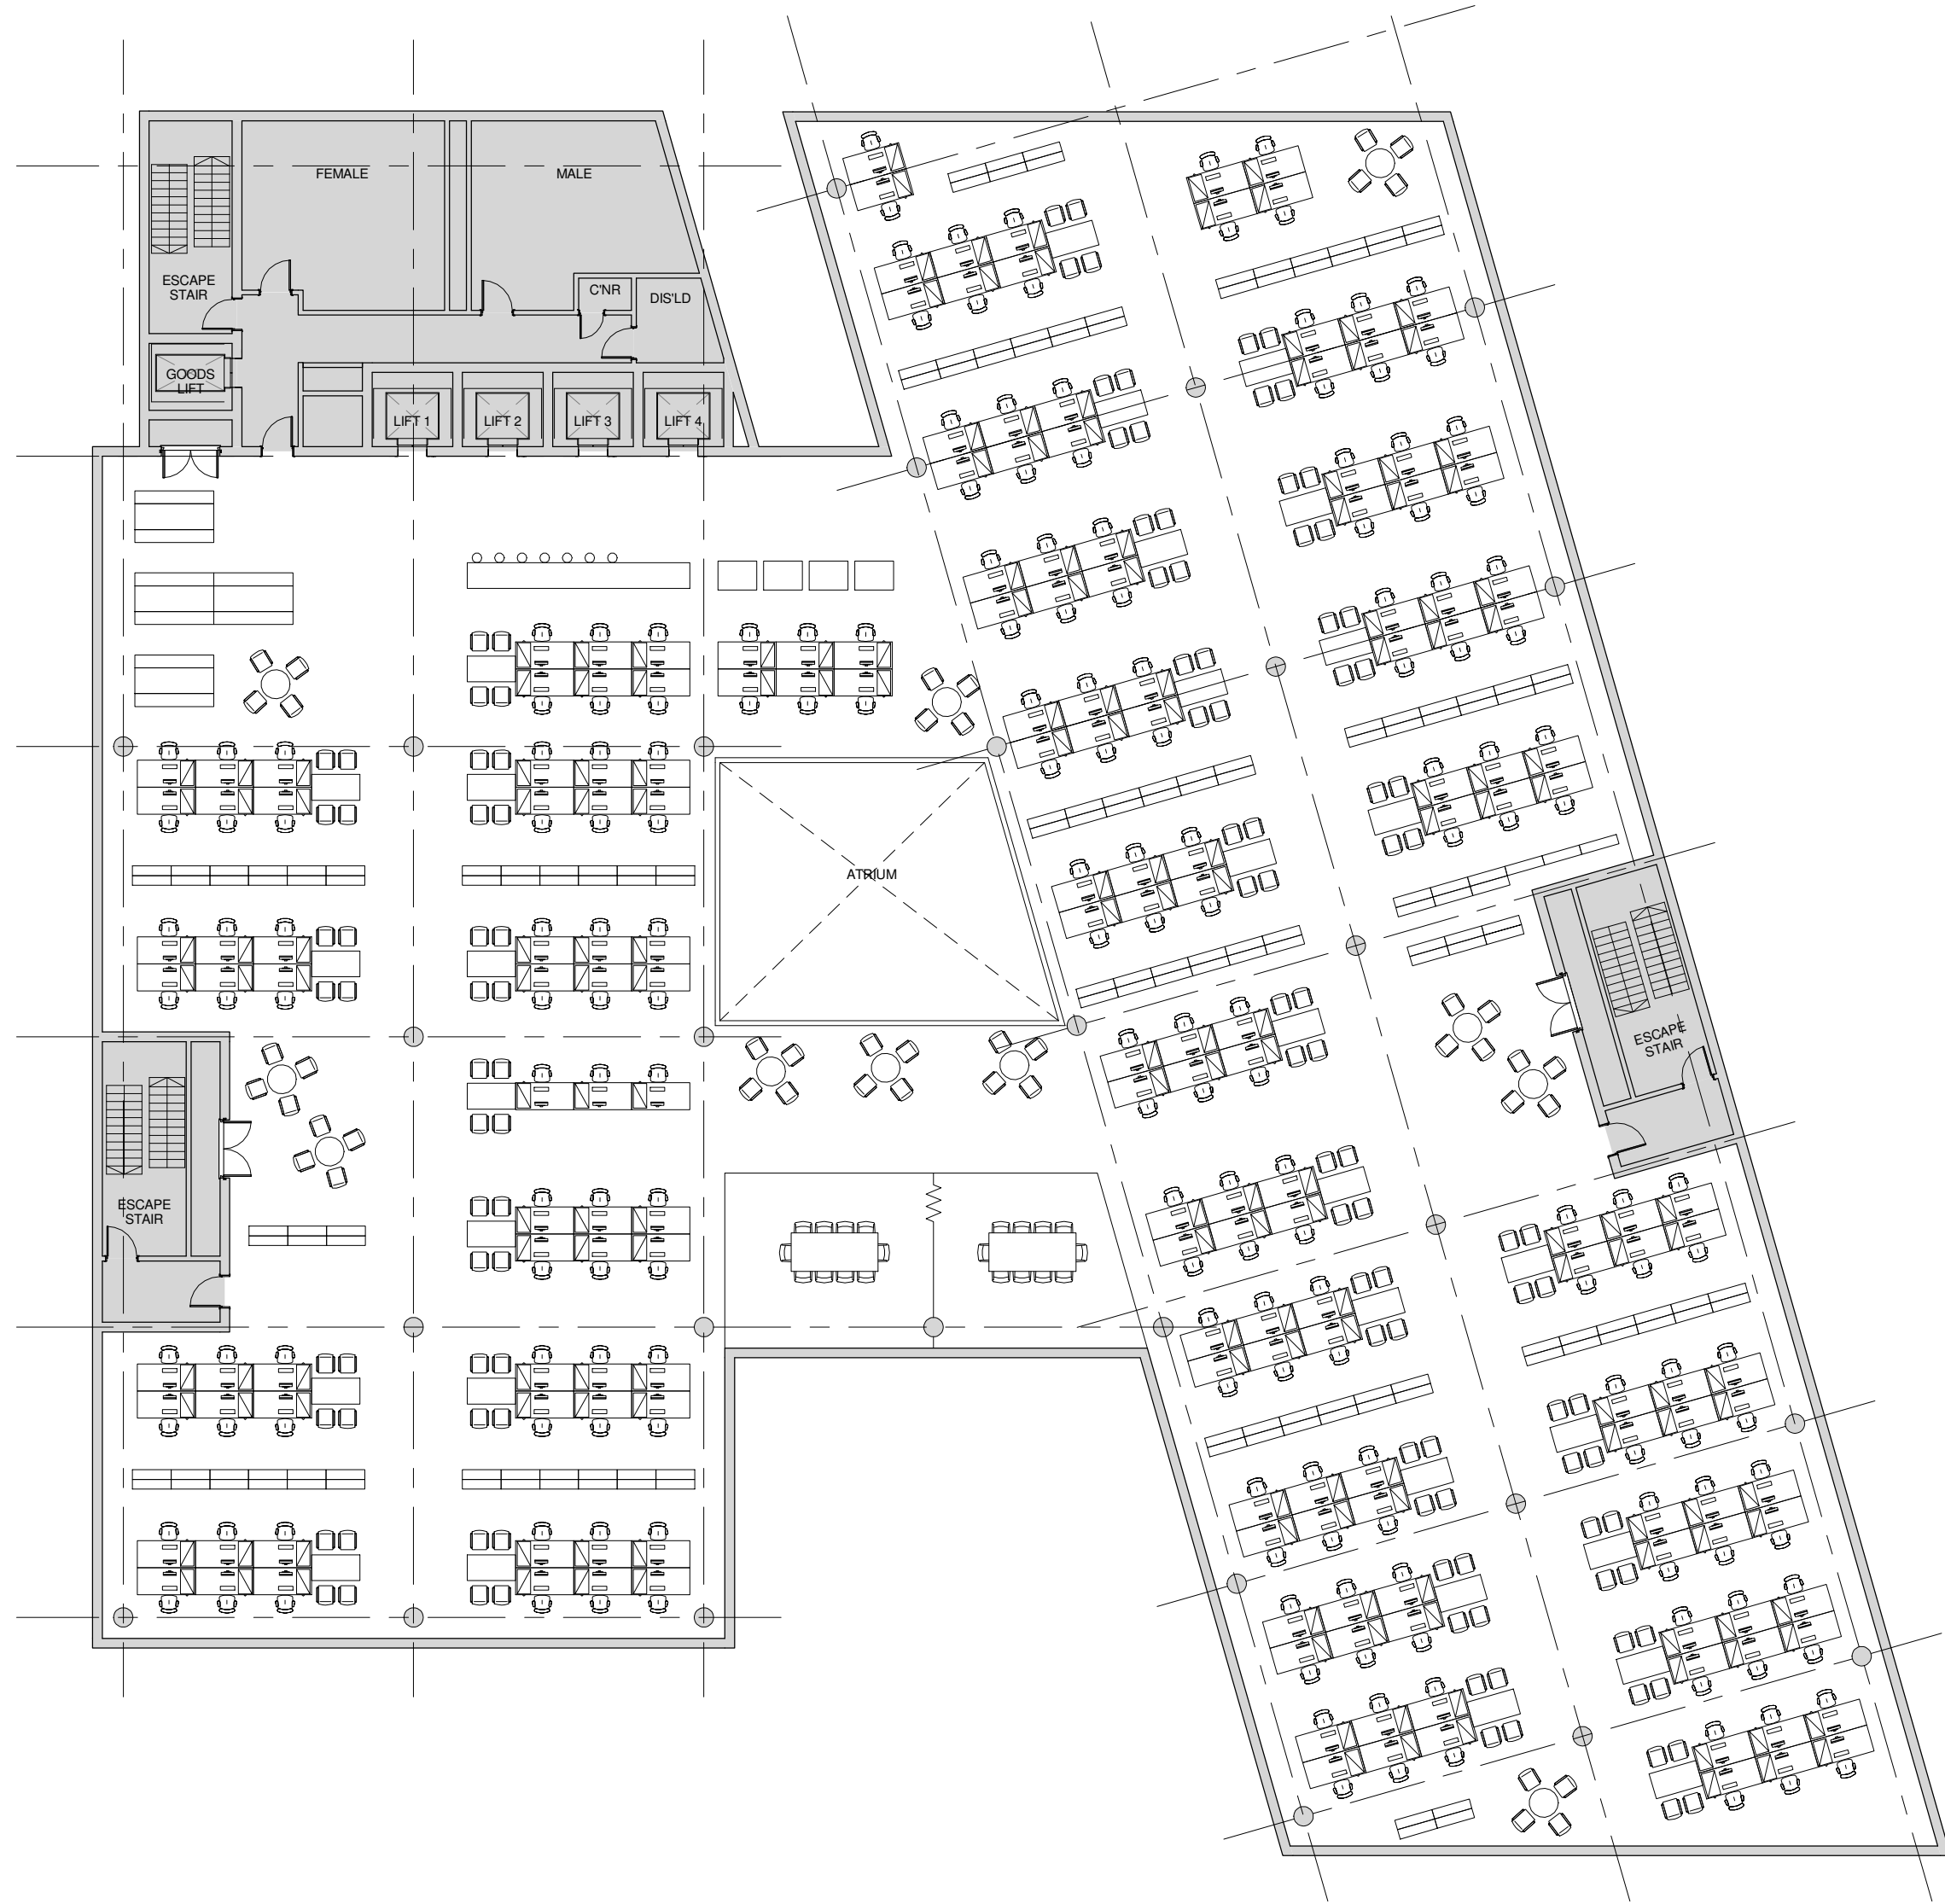 FEMALE
MALE
ESCAPE
STAIR
C'NR
DIS'LD
GOODS
LIFT
LIFT 1
LIFT 2
LIFT 3
LIFT 4
ATRIUM
ESCAPE
STAIR
ESCAPE
STAIR